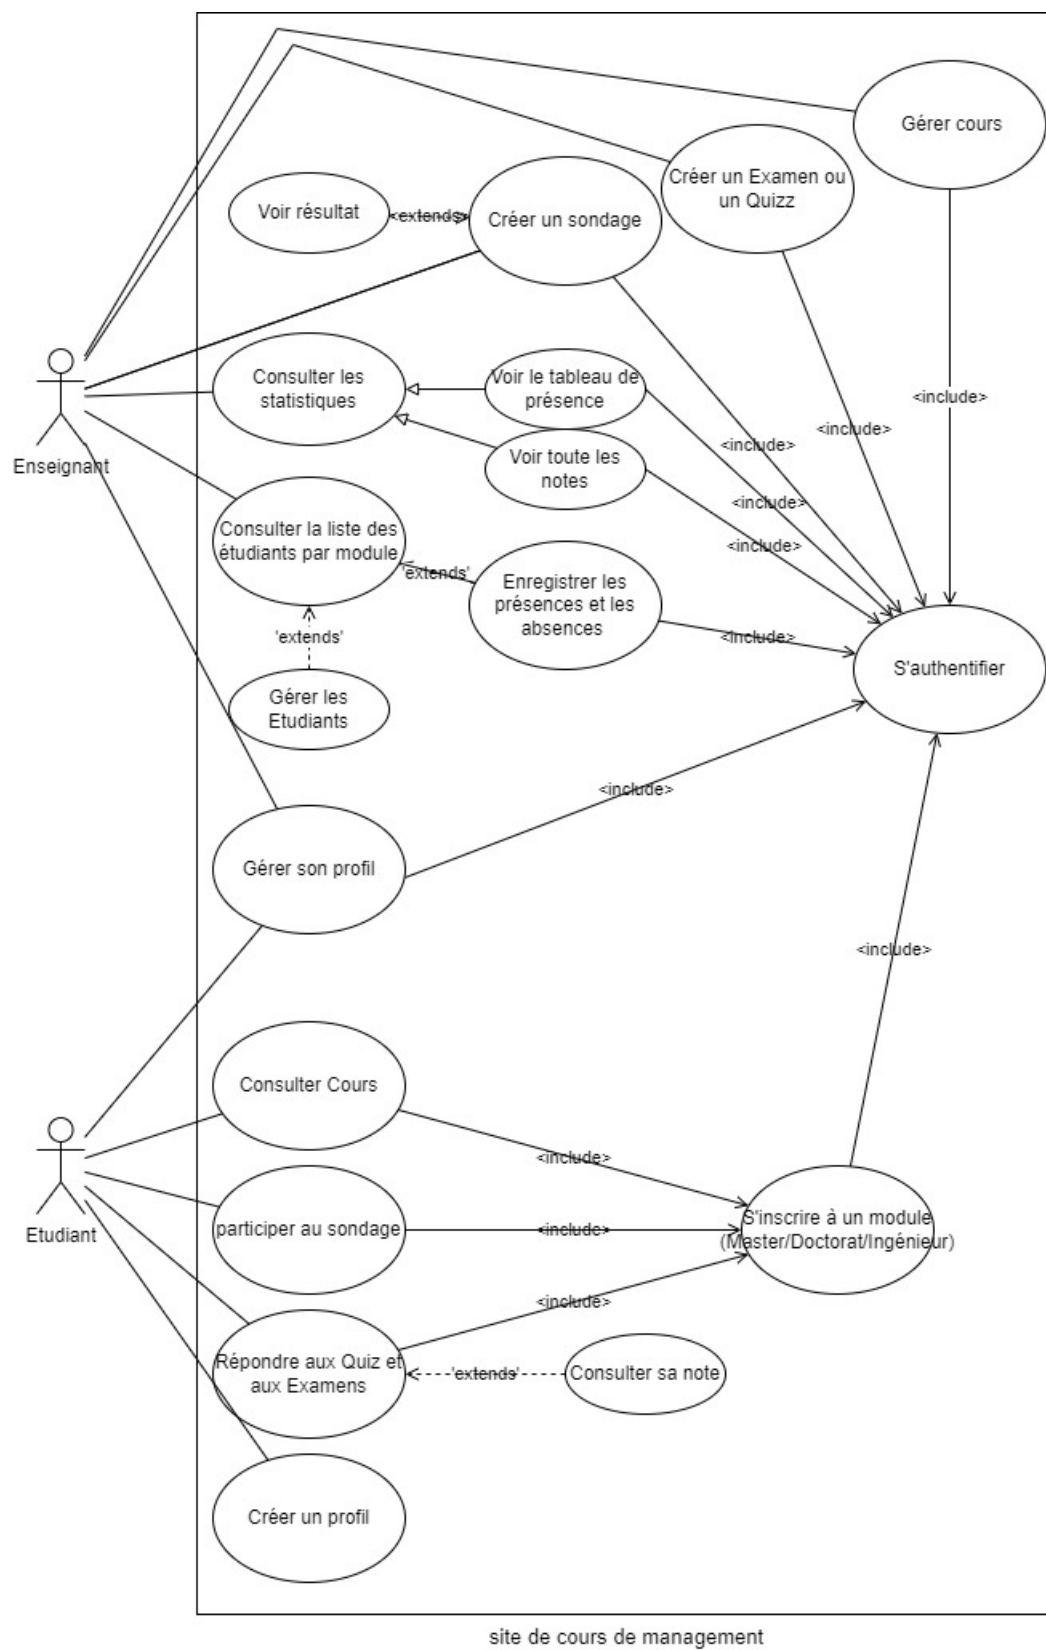 Gérer cours
Créer un Examen ou
un Quizz
Voir résultat
<extends>
Créer un sondage
Consulter les
statistiques
Voir le tableau de
présence
<include>
<include>
<include>
Voir toute les
notes
<include>
<include>
Enseignant
Consulter la liste des
étudiants par module
'extends'
Enregistrer les
présences et les
absences
<include>
'extends'
S'authentifier
Gérer les
Etudiants
<include>
Gérer son profil
<include>
Consulter Cours
<include>
Etudiant
participer au sondage
<include>
S'inscrire à un module
(Master/Doctorat/Ingénieur)
<include>
Répondre aux Quiz et
aux Examens
'extends'
Consulter sa note
Créer un profil
site de cours de management